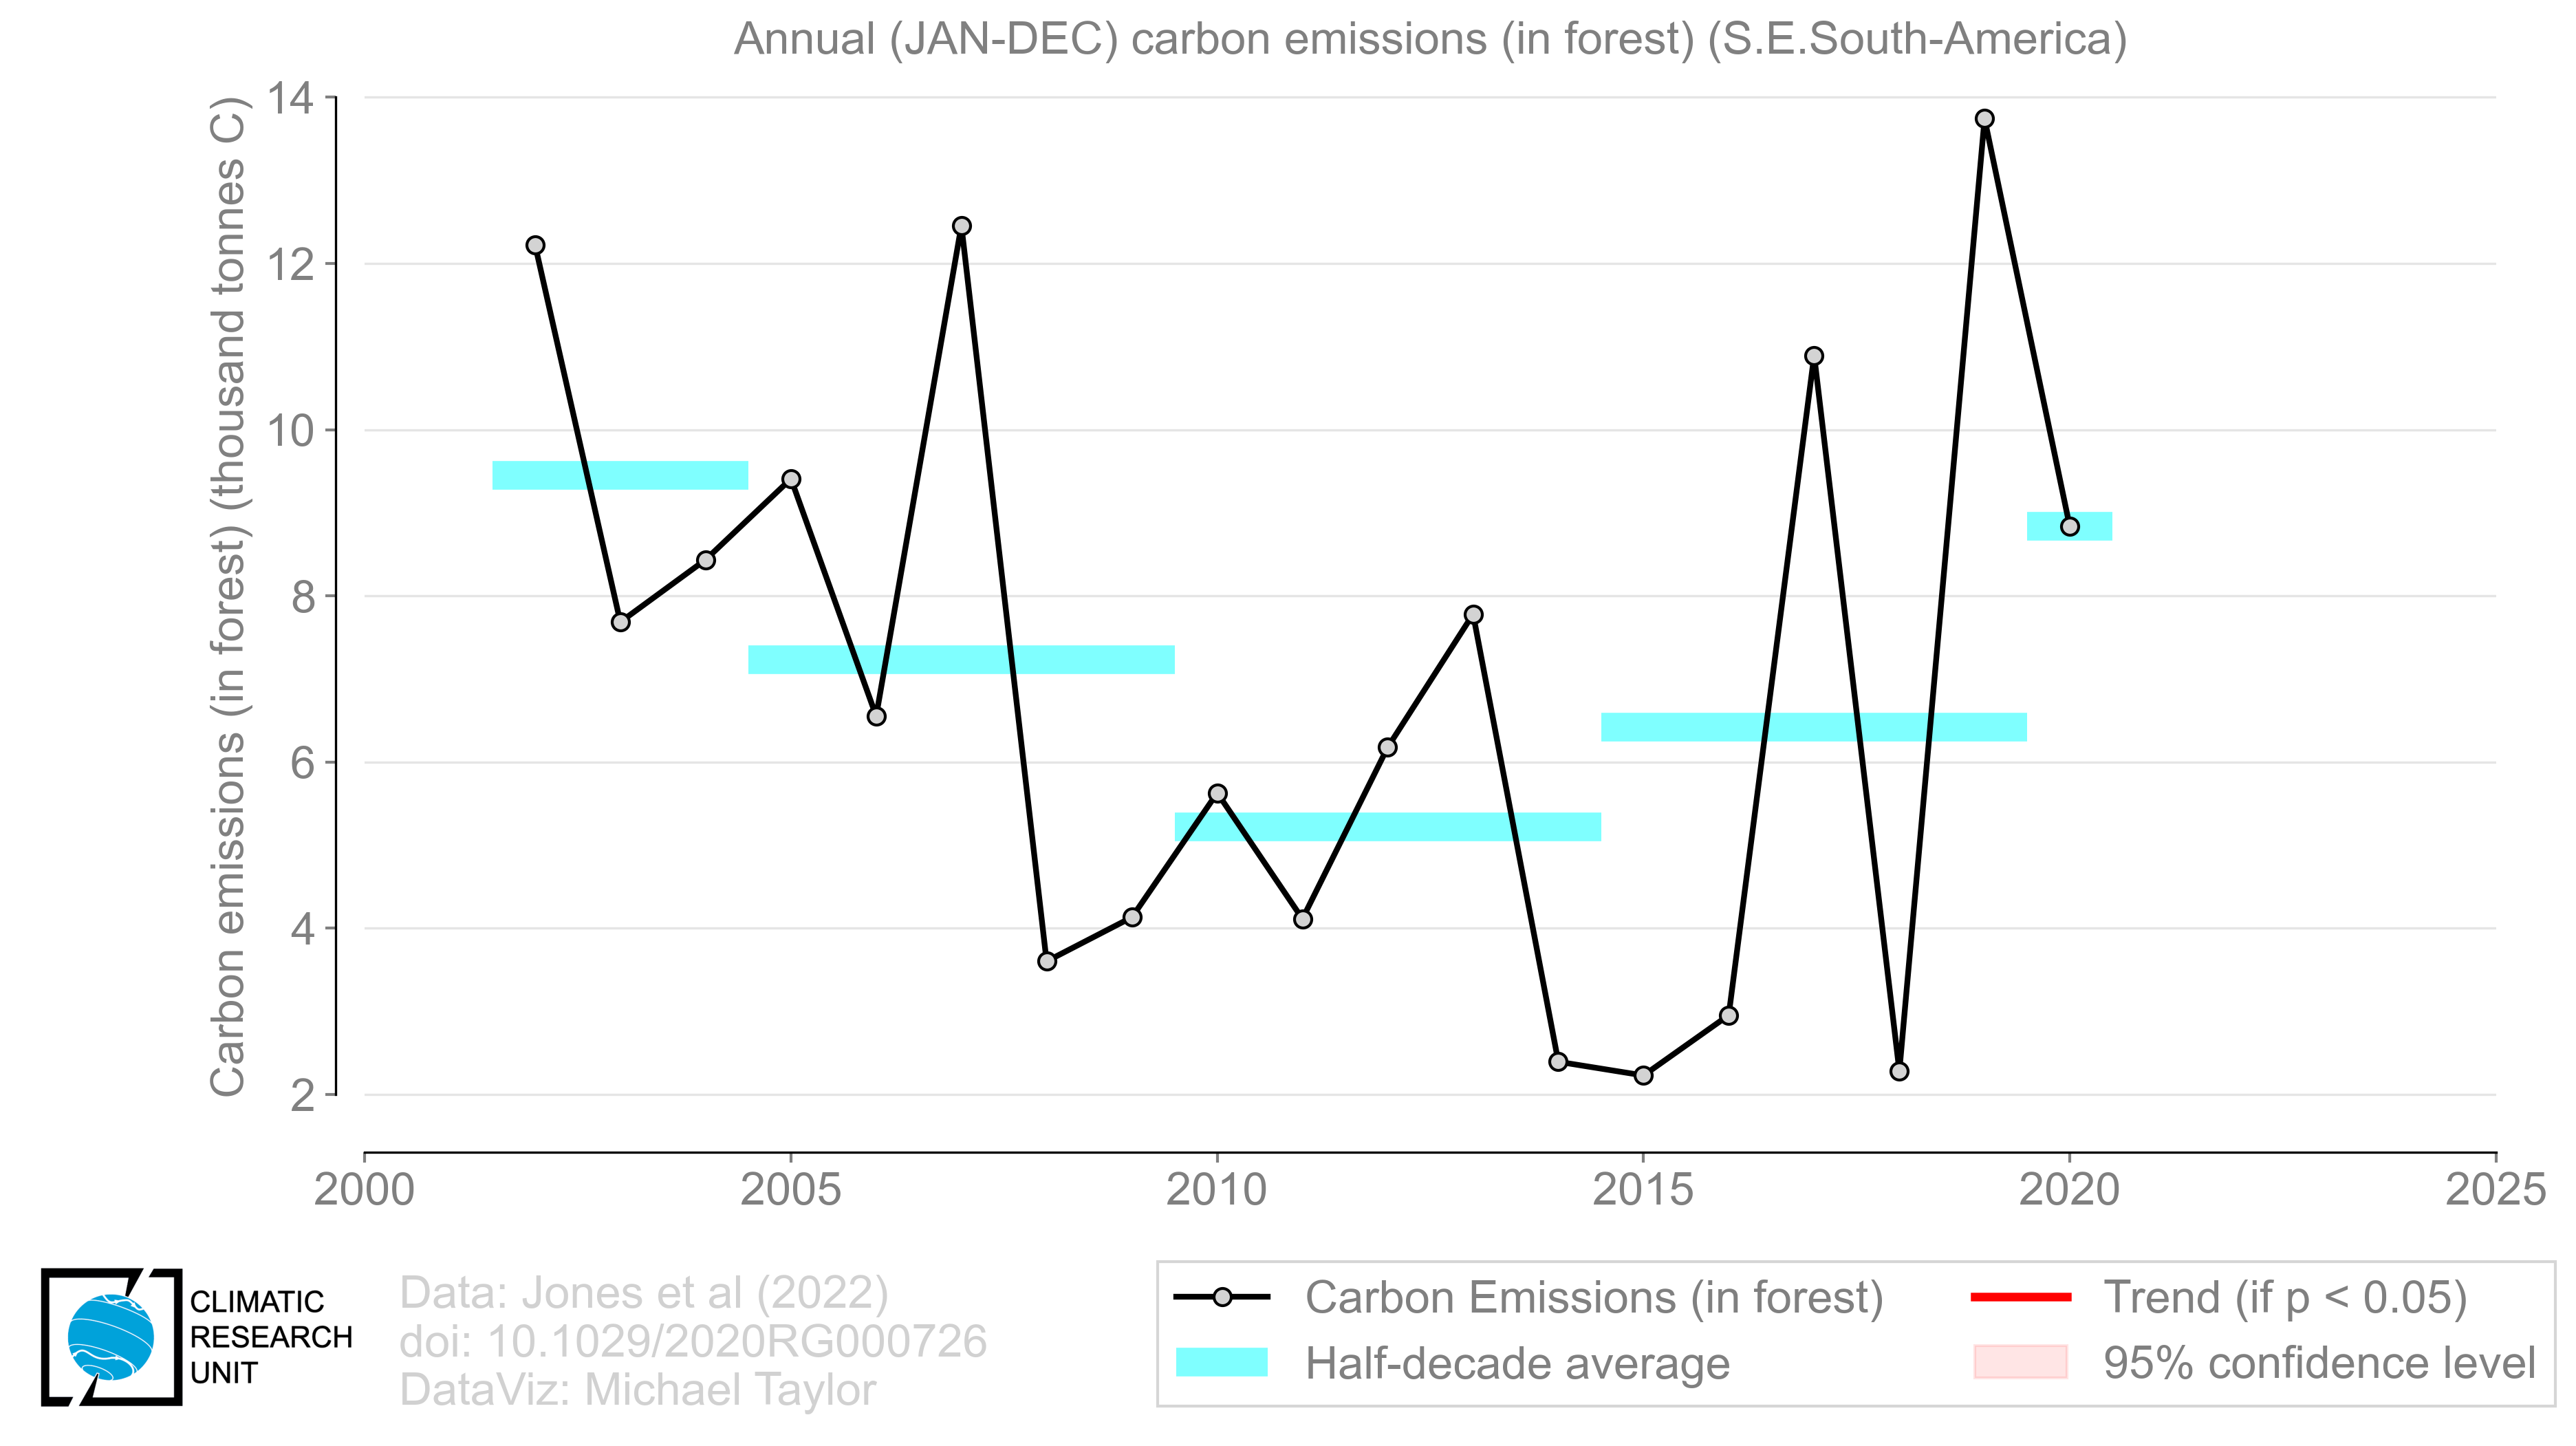 Annual (JAN-DEC) carbon emissions (in forest) (S.E.South-America)
Carbon emissions (in forest) (thousand tonnes C)
14
12
10
8
6
4
2
2000
2005
2010
2015
2020
2025
CLIMATIC
RESEARCH
UNIT
Data: Jones et al (2022)
doi: 10.1029/2020RG000726
DataViz: Michael Taylor
Carbon Emissions (in forest)
Half-decade average
Trend (if p < 0.05)
95% confidence level